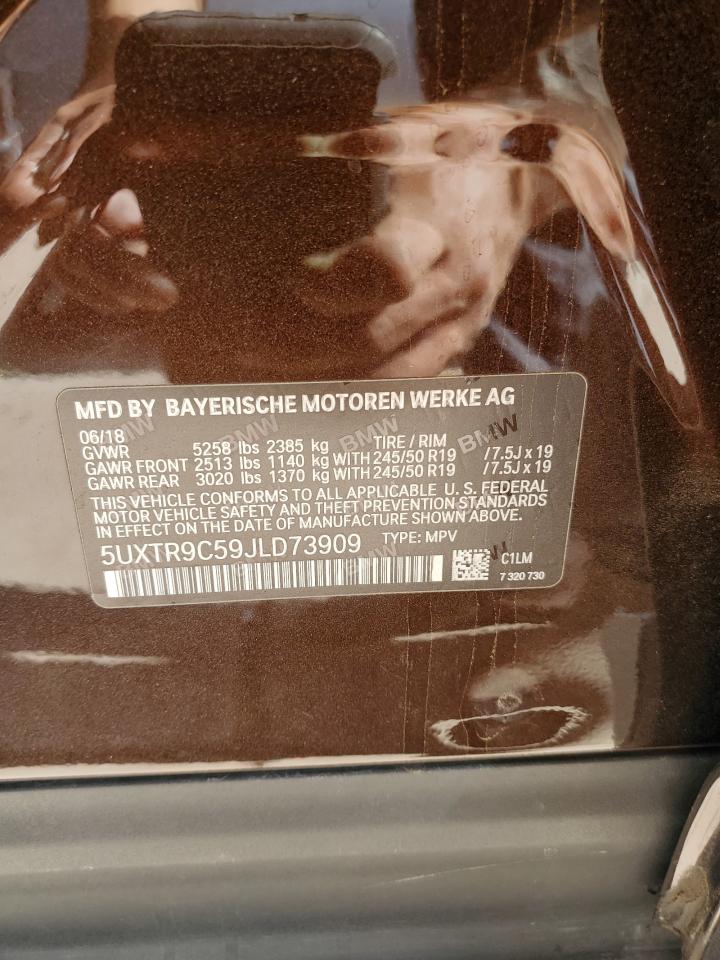 MFD BY BAYERISCHE MOTOREN WERKE AG
06/18 TIRE / RIM
GVWR 5258 lbs 2385 kg
GAWR FRONT 2513 lbs 1140 kg WITH 245/50 R19 /7.5J x 19
GAWR REAR 3020 lbs 1370 kg WITH 245/50 R19 /7.5J x 19
THIS VEHICLE CONFORMS TO ALL APPLICABLE U. S. FEDERAL
MOTOR VEHICLE SAFETY AND THEFT PREVENTION STANDARDS
IN EFFECT ON THE DATE OF MANUFACTURE SHOWN ABOVE.
5UXTR9C59JLD73909 TYPE: MPV
C1LM
7 320 730